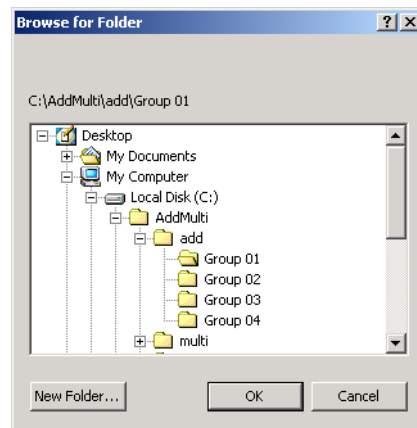 Browse for Folder
C:\AddMulti\add\Group 01
Desktop
My Documents
My Computer
Local Disk (C:)
AddMulti
add
Group 01
Group 02
Group 03
Group 04
multi
New Folder... OK Cancel